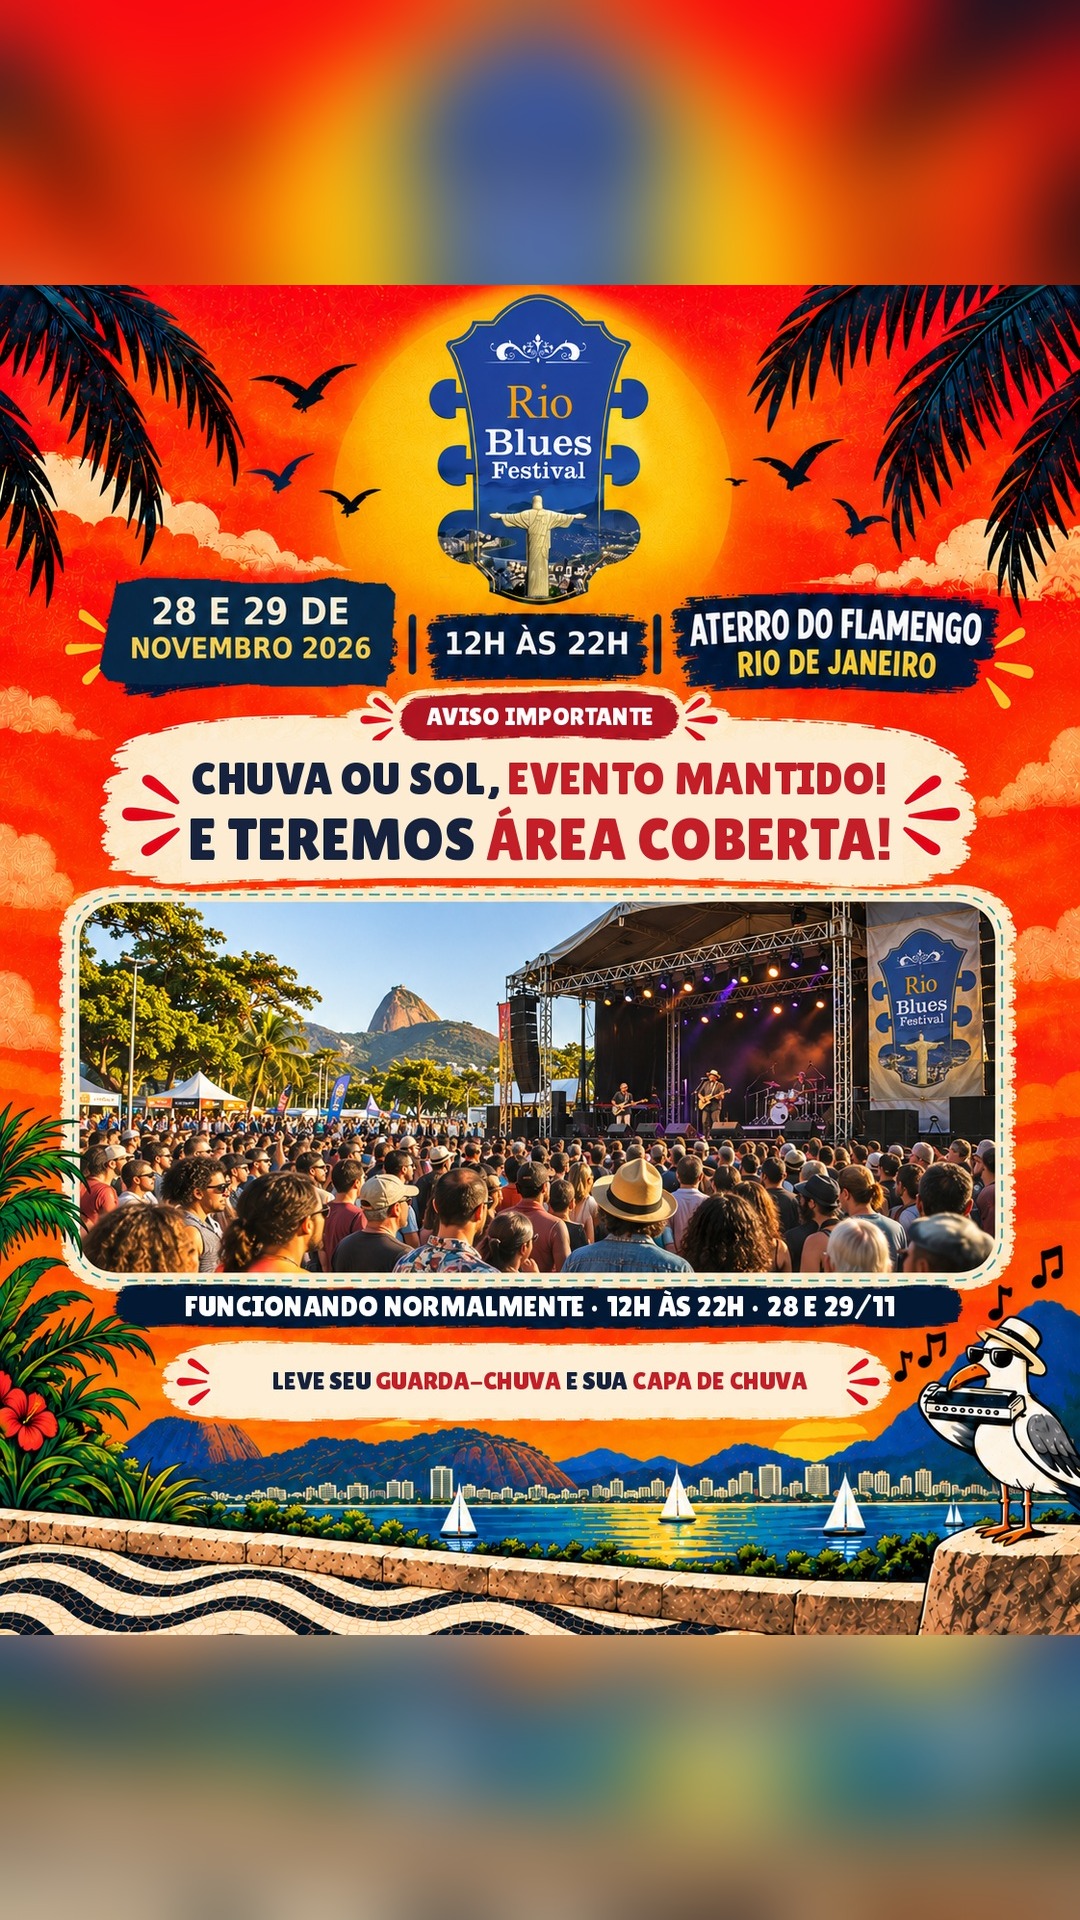 Rio
Blues
Festival
28 E 29 DE
NOVEMBRO 2026
12H ÀS 22H
ATERRO DO FLAMENGO
RIO DE JANEIRO
AVISO IMPORTANTE
CHUVA OU SOL, EVENTO MANTIDO!
E TEREMOS ÁREA COBERTA!
Rio
Blues
Festival
FUNCIONANDO NORMALMENTE · 12H ÀS 22H · 28 E 29/11
LEVE SEU GUARDA-CHUVA E SUA CAPA DE CHUVA